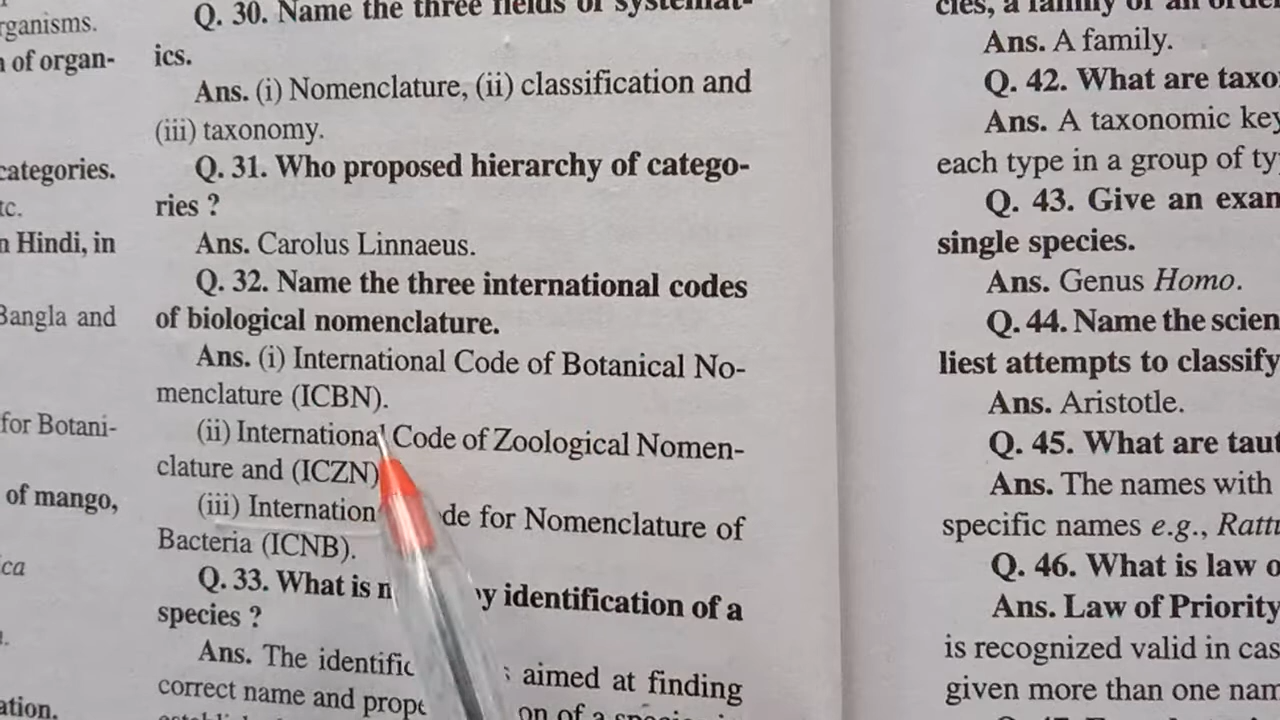 rganisms.
of organ-
categories.
tc.
n Hindi, in
Bangla and
for Botani-
of mango,
ica
ation.
Q. 30. Name the three fields of systemat-
ics.
Ans. (i) Nomenclature, (ii) classification and
(iii) taxonomy.
Q. 31. Who proposed hierarchy of catego-
ries ?
Ans. Carolus Linnaeus.
Q. 32. Name the three international codes
of biological nomenclature.
Ans. (i) International Code of Botanical No-
menclature (ICBN).
(ii) International Code of Zoological Nomen-
clature and (ICZN)
(iii) Internation de for Nomenclature of
Bacteria (ICNB).
Q. 33. What is by identification of a
species ?
Ans. The identific aimed at finding
correct name and prope on of a
cies, a family or an orde
Ans. A family.
Q. 42. What are taxo
Ans. A taxonomic key
each type in a group of ty
Q. 43. Give an exan
single species.
Ans. Genus Homo.
Q. 44. Name the scien
liest attempts to classify
Ans. Aristotle.
Q. 45. What are taut
Ans. The names with
specific names e.g., Rattu
Q. 46. What is law o
Ans. Law of Priority
is recognized valid in cas
given more than one nam